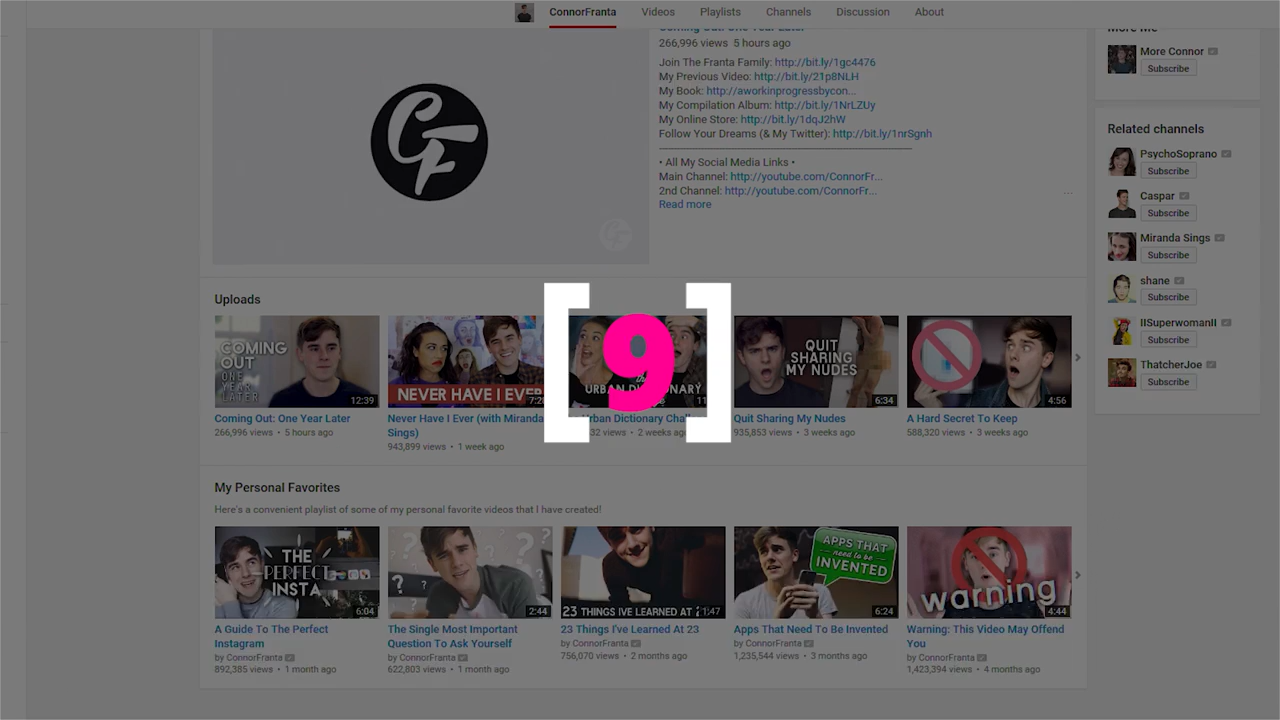 ConnorFranta Videos Playlists Channels Discussion About
266,996 views 5 hours ago
Join The Franta Family: http://bit.ly/1gc4476
My Previous Video: http://bit.ly/21p8NLH
My Book: http://aworkinprogressbycon...
My Compilation Album: http://bit.ly/1NrLZUy
My Online Store: http://bit.ly/1dqJ2hW
Follow Your Dreams (& My Twitter): http://bit.ly/1nrSgnh
• All My Social Media Links •
Main Channel: http://youtube.com/ConnorFr...
2nd Channel: http://youtube.com/ConnorFr...
Read more
CF
More Connor
Subscribe
Related channels
PsychoSoprano
Subscribe
Caspar
Subscribe
Miranda Sings
Subscribe
shane
Subscribe
IISuperwomanII
Subscribe
ThatcherJoe
Subscribe
Uploads
COMING
OUT
ONE
YEAR
LATER
12:39
Coming Out: One Year Later
266,996 views • 5 hours ago
NEVER HAVE I EVER
Never Have I Ever (with Miranda
Sings)
943,899 views • 1 week ago
[9]
the
URBAN DICTIONARY
Urban Dictionary Chall
views • 2 weeks
QUIT
SHARING
MY NUDES
6:34
Quit Sharing My Nudes
935,853 views • 3 weeks ago
4:56
A Hard Secret To Keep
588,320 views • 3 weeks ago
My Personal Favorites
Here's a convenient playlist of some of my personal favorite videos that I have created!
THE
PERFECT
INSTA
6:04
A Guide To The Perfect
Instagram
by ConnorFranta
892,385 views • 1 month ago
2:44
The Single Most Important
Question To Ask Yourself
by ConnorFranta
622,803 views • 1 month ago
23 THINGS IVE LEARNED AT
23 Things I've Learned At 23
by ConnorFranta
756,070 views • 2 months ago
APPS THAT
need to be
INVENTED
6:24
Apps That Need To Be Invented
by ConnorFranta
1,235,544 views • 3 months ago
warning
4:44
Warning: This Video May Offend
You
by ConnorFranta
1,423,394 views • 4 months ago